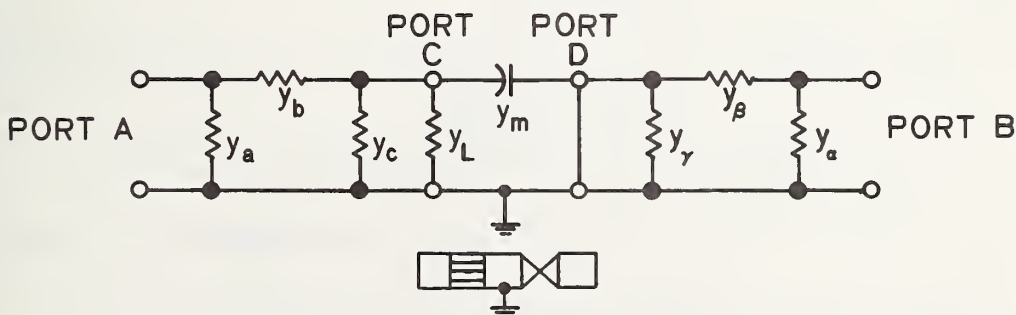 PORT C
PORT D
y_b
y_m
y_β
PORT A
y_a
y_c
y_L
y_γ
y_α
PORT B